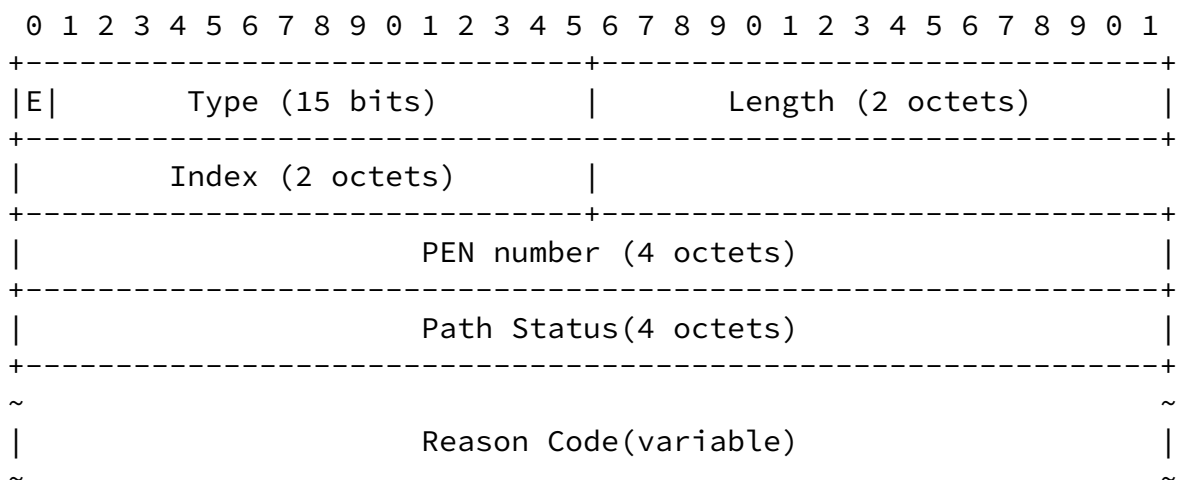 0 1 2 3 4 5 6 7 8 9 0 1 2 3 4 5 6 7 8 9 0 1 2 3 4 5 6 7 8 9 0 1
+-------------------------------+-------------------------------+
|E|       Type (15 bits)        |       Length (2 octets)       |
+---------------------------------------------------------------+
|        Index (2 octets)       |
+-------------------------------+-------------------------------+
|                      PEN number (4 octets)                    |
+---------------------------------------------------------------+
|                      Path Status(4 octets)                    |
+---------------------------------------------------------------+
~                                                               ~
|                      Reason Code(variable)                    |
~                                                               ~